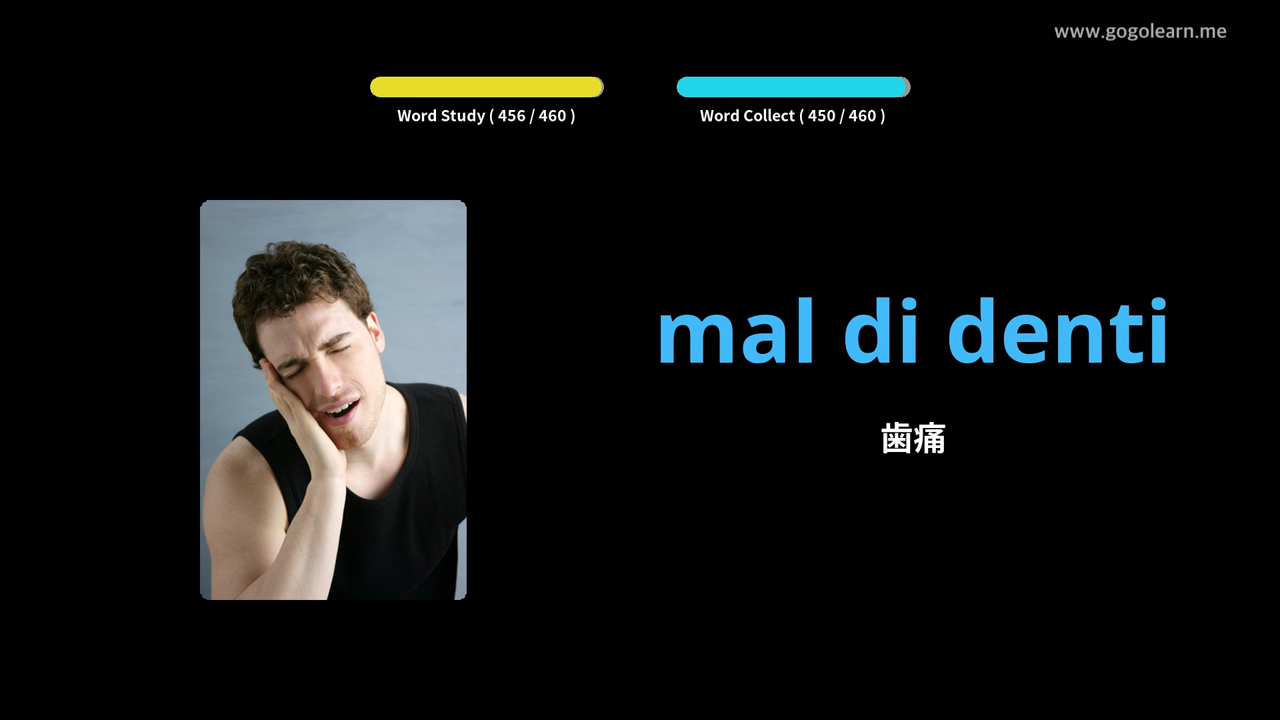 www.gogolearn.me
Word Study ( 456 / 460 )
Word Collect ( 450 / 460 )
mal di denti
歯痛